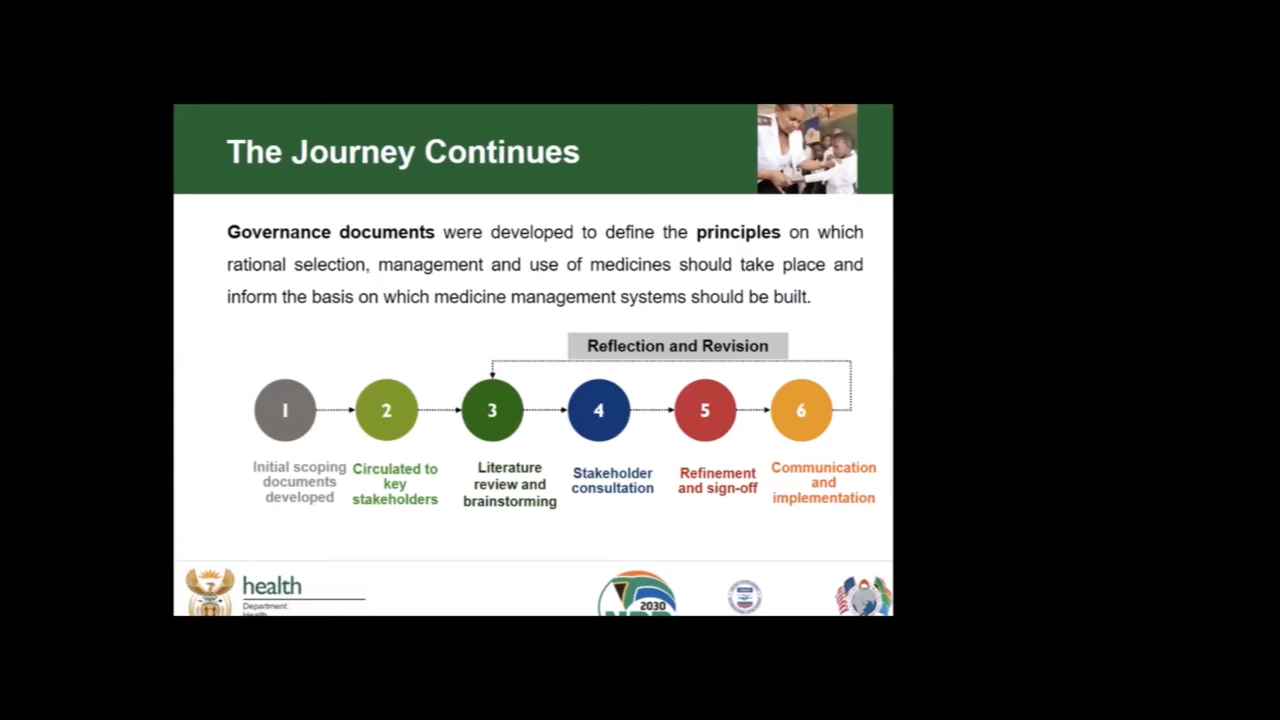 The Journey Continues
Governance documents were developed to define the principles on which
rational selection, management and use of medicines should take place and
inform the basis on which medicine management systems should be built.
Reflection and Revision
1 2 3 4 5 6
Initial scoping
documents
developed
Circulated to
key
stakeholders
Literature
review and
brainstorming
Stakeholder
consultation
Refinement
and sign-off
Communication
and
implementation
health
Department:
2030